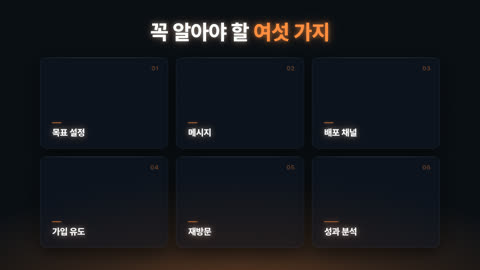 꼭 알아야 할 여섯 가지
01
목표 설정
02
메시지
03
배포 채널
04
가입 유도
05
재방문
06
성과 분석